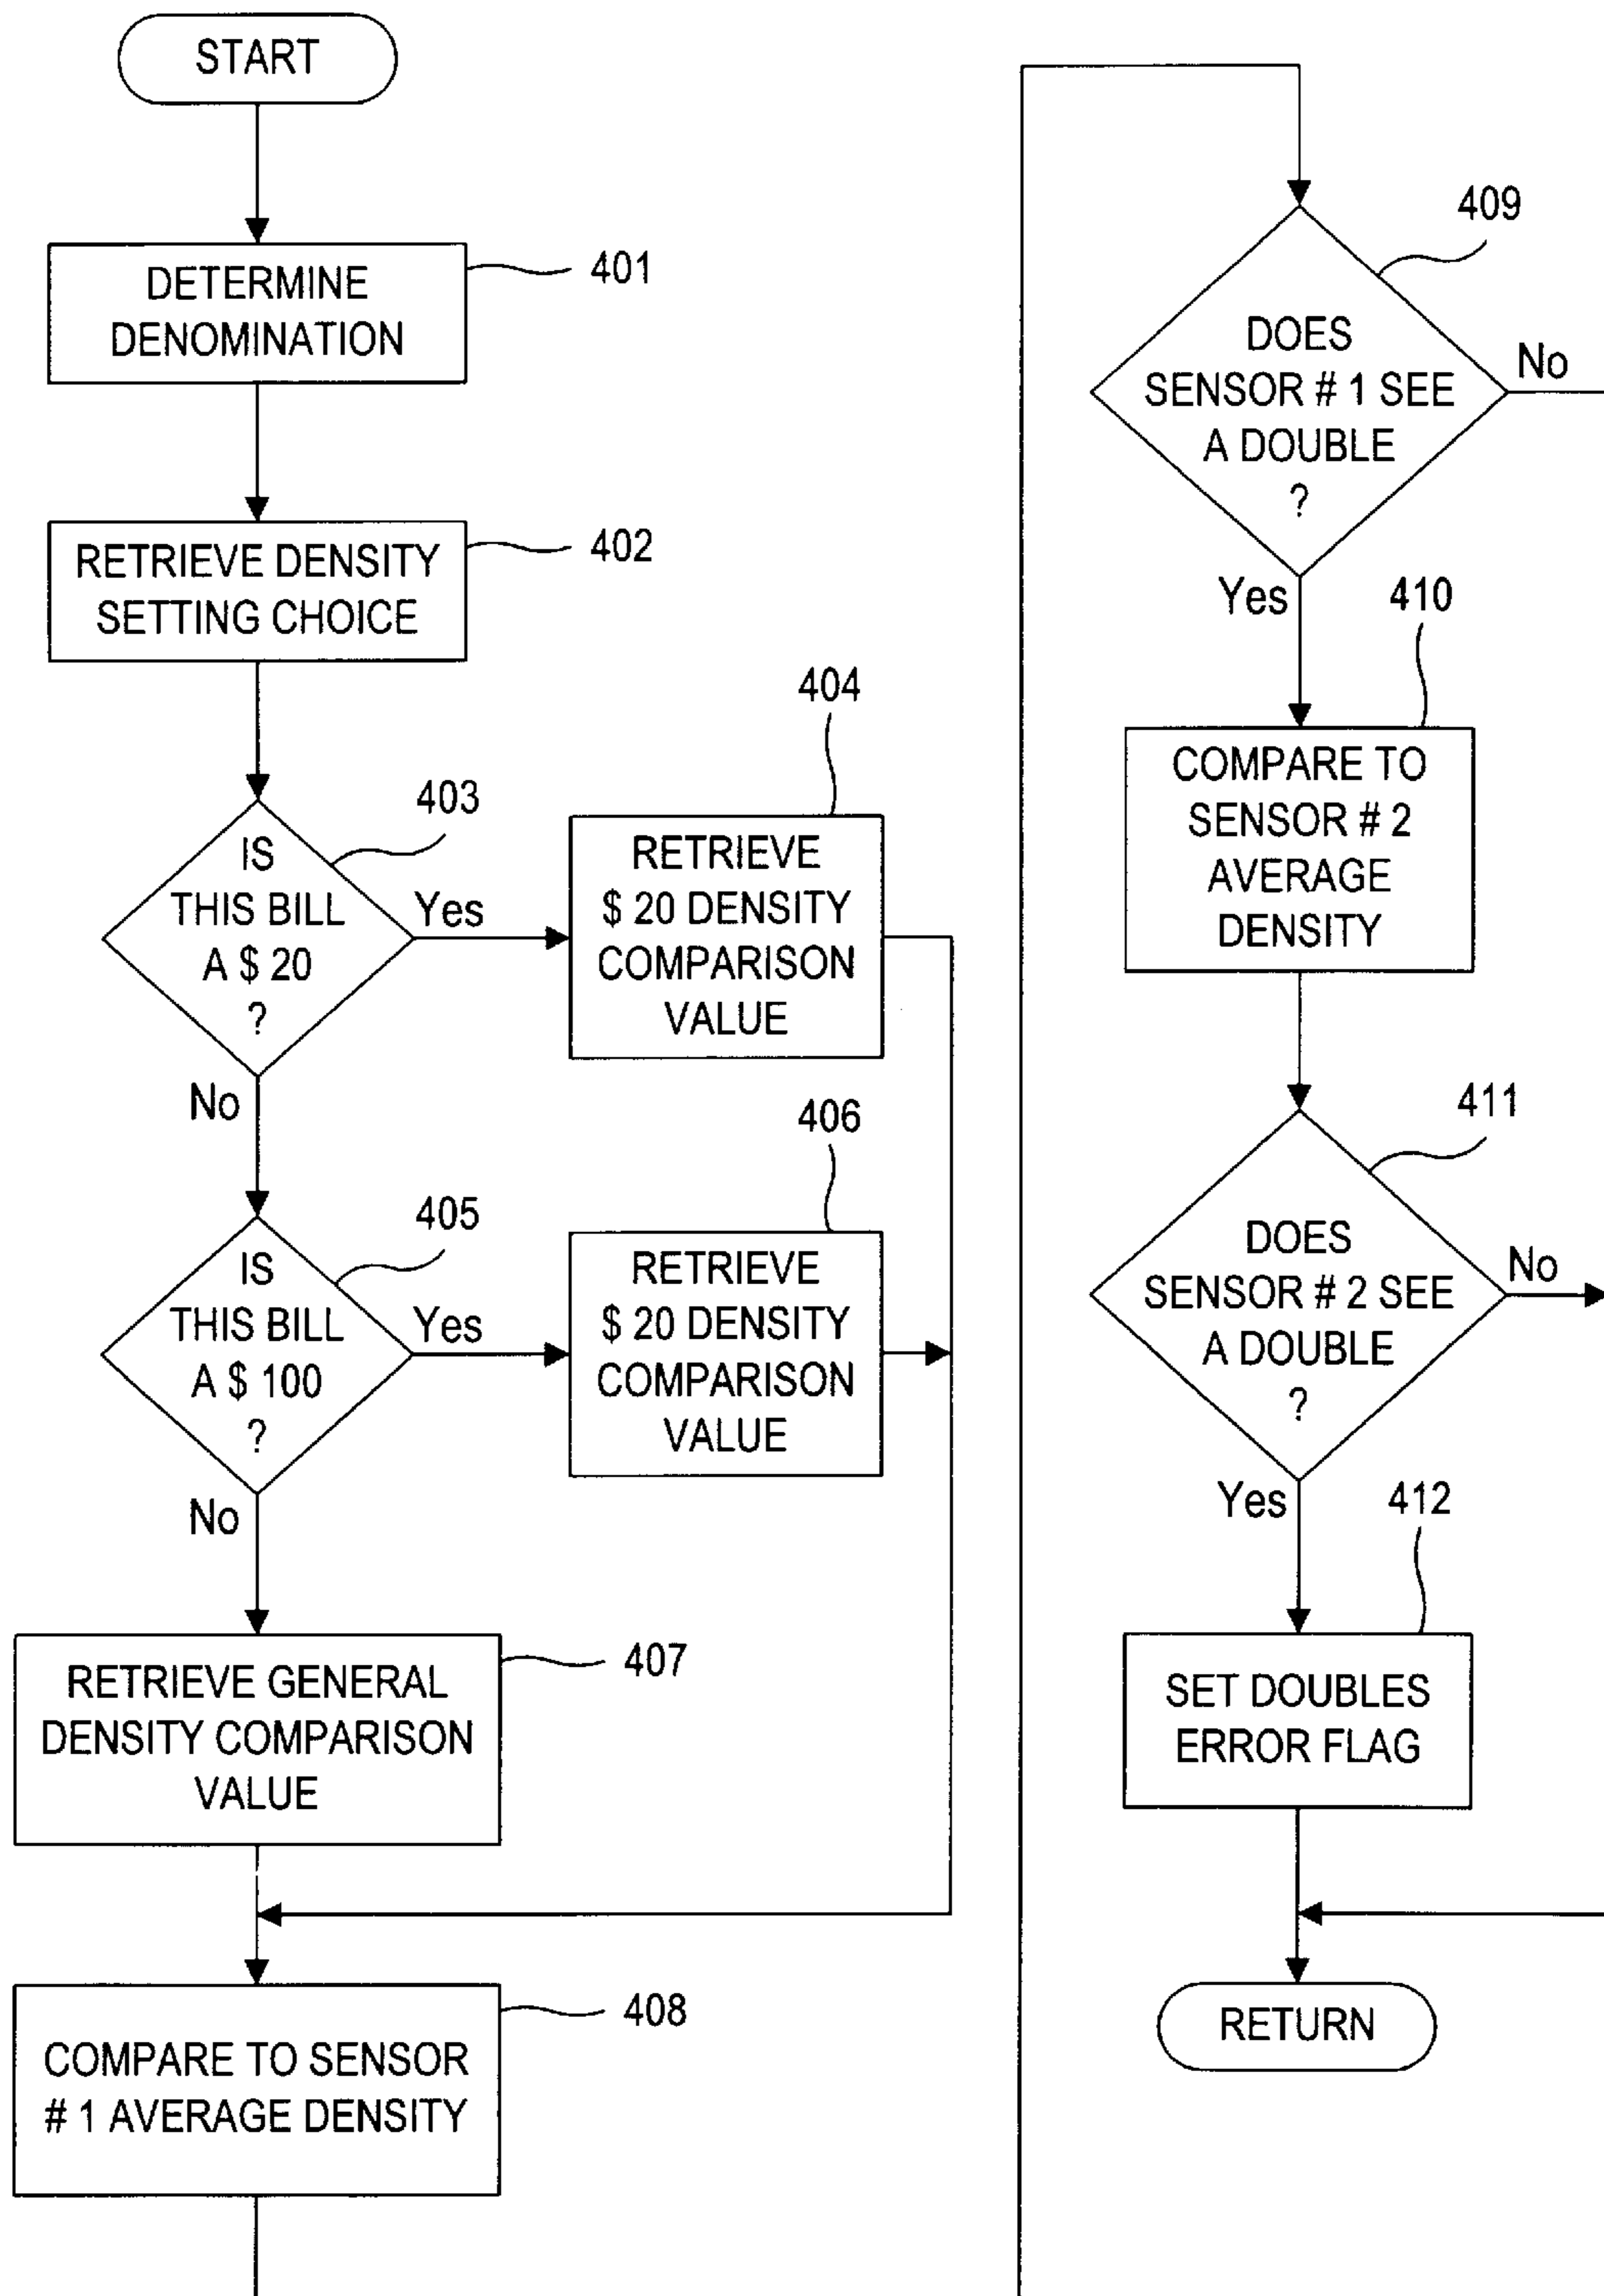 START
DETERMINE
DENOMINATION
401
RETRIEVE DENSITY
SETTING CHOICE
402
IS
THIS BILL
A $ 20
?
403
Yes
No
RETRIEVE
$ 20 DENSITY
COMPARISON
VALUE
404
IS
THIS BILL
A $ 100
?
405
Yes
No
RETRIEVE
$ 20 DENSITY
COMPARISON
VALUE
406
RETRIEVE GENERAL
DENSITY COMPARISON
VALUE
407
COMPARE TO SENSOR
# 1 AVERAGE DENSITY
408
DOES
SENSOR # 1 SEE
A DOUBLE
?
409
No
Yes
COMPARE TO
SENSOR # 2
AVERAGE
DENSITY
410
DOES
SENSOR # 2 SEE
A DOUBLE
?
411
No
Yes
SET DOUBLES
ERROR FLAG
412
RETURN